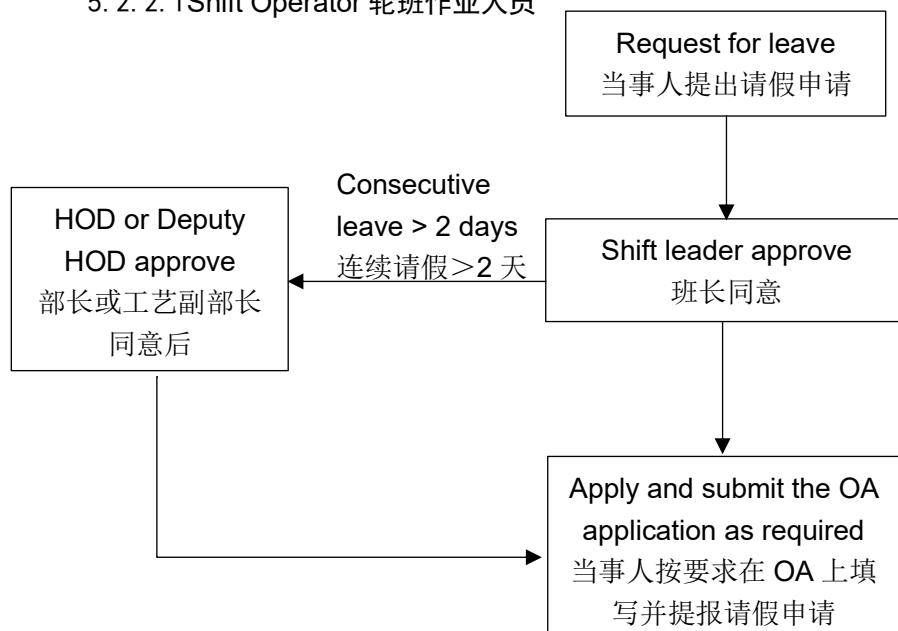 5.2.2.1Shift Operator 轮班作业人员
Request for leave
当事人提出请假申请
Consecutive
leave > 2 days
连续请假＞2 天
HOD or Deputy
HOD approve
部长或工艺副部长
同意后
Shift leader approve
班长同意
Apply and submit the OA
application as required
当事人按要求在 OA 上填
写并提报请假申请